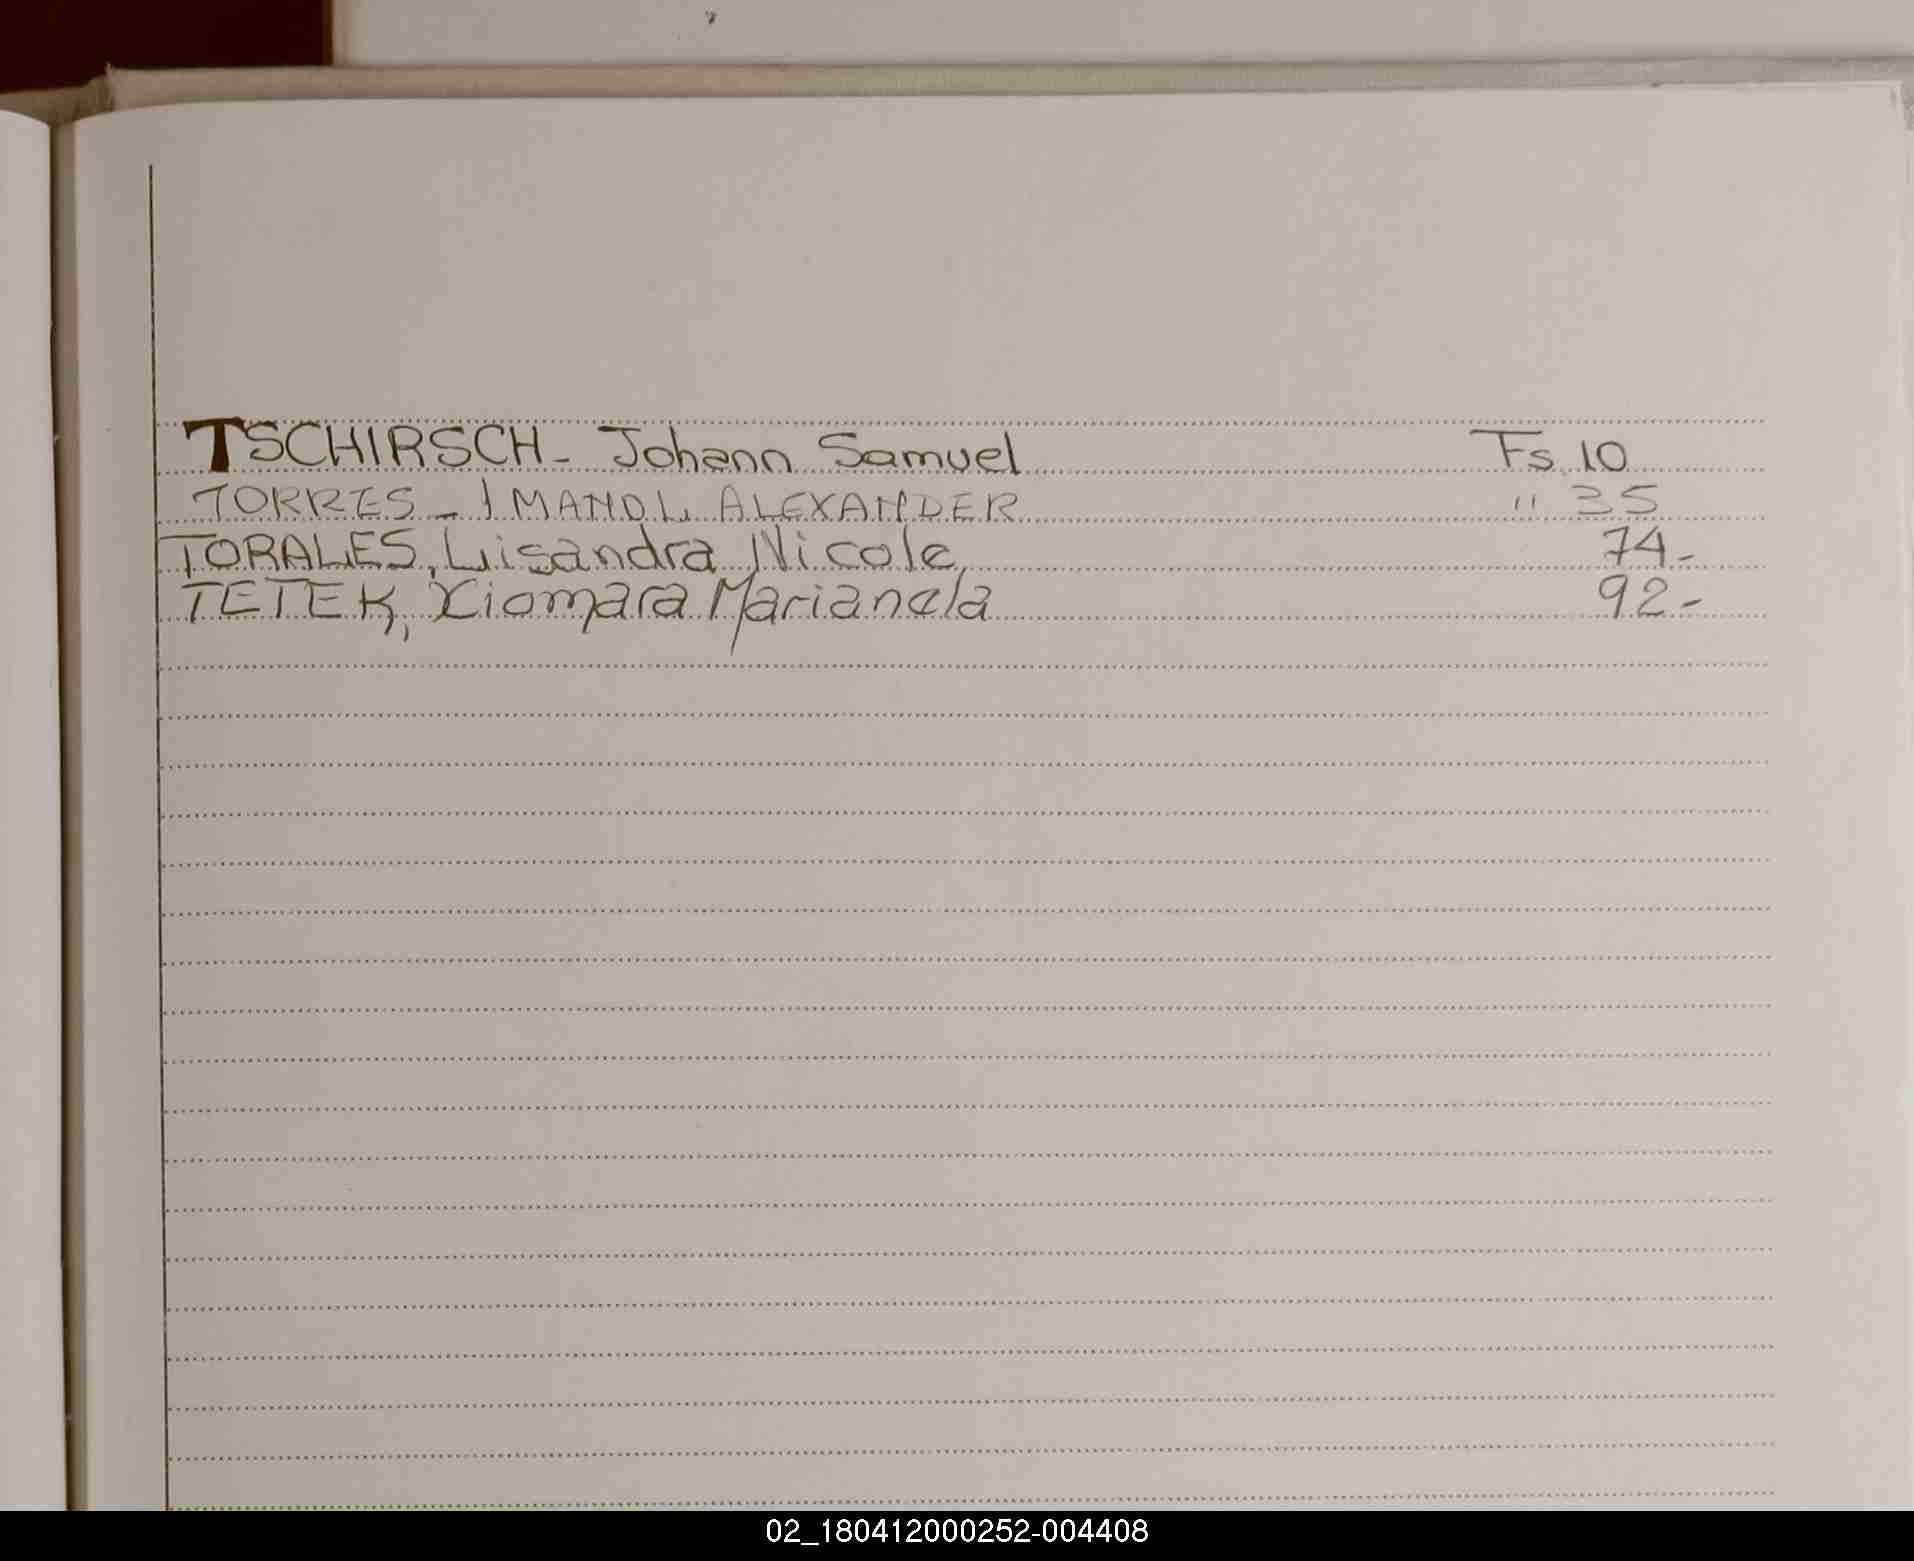 TSCHIRSCH - Johann Samuel Fs 10
TORRES - IMANOL ALEXANDER " 35
TORALES, Lisandra Nicole 74-
TETEK, Xiomara Marianela 92-
02_180412000252-004408